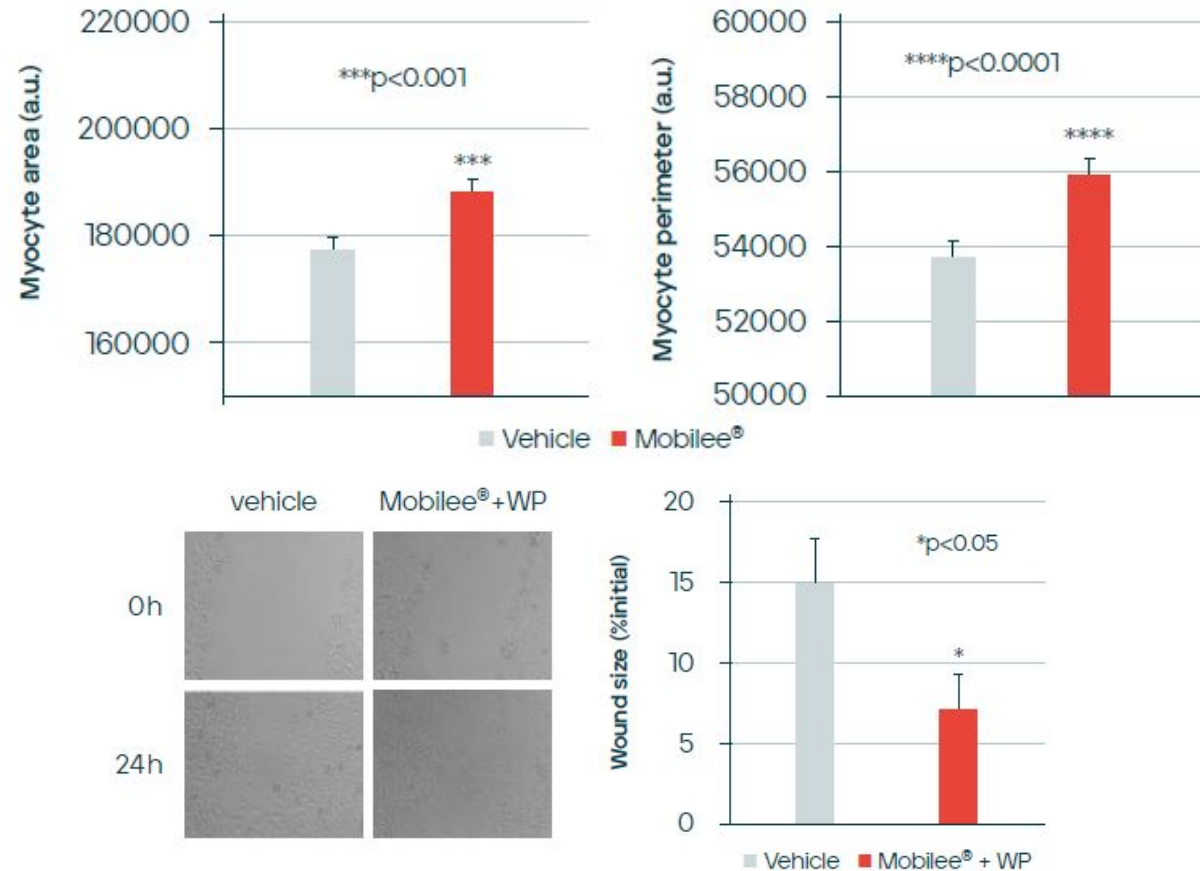 Myocyte area (a.u.)
220000
200000
180000
160000
***p<0.001
***
Myocyte perimeter (a.u.)
60000
58000
56000
54000
52000
50000
****p<0.0001
****
Vehicle Mobilee®
vehicle Mobilee®+WP
0h
24h
Wound size (%initial)
20
15
10
5
0
*p<0.05
*
Vehicle Mobilee® + WP